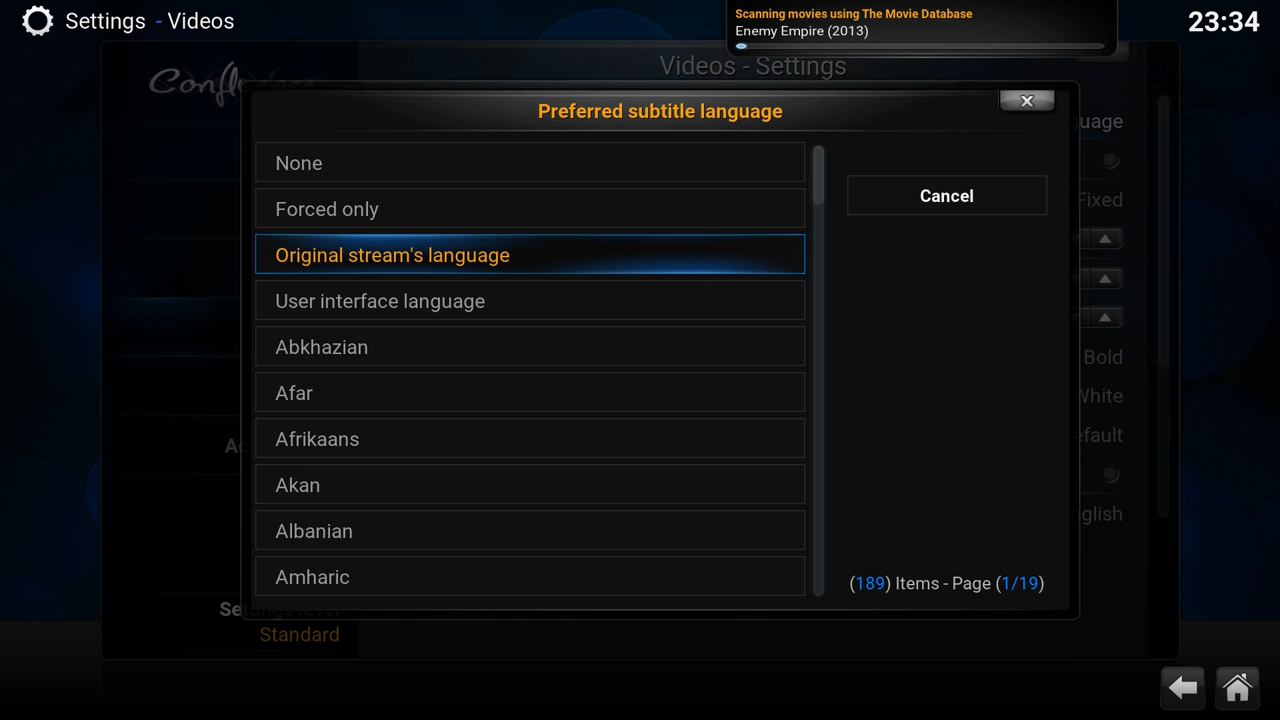 Settings - Videos
Scanning movies using The Movie Database
Enemy Empire (2013)
23:34
Videos - Settings
Preferred subtitle language
None
Forced only
Original stream's language
User interface language
Abkhazian
Afar
Afrikaans
Akan
Albanian
Amharic
Cancel
(189) Items - Page (1/19)
Fixed
Bold
White
Settings level
Standard